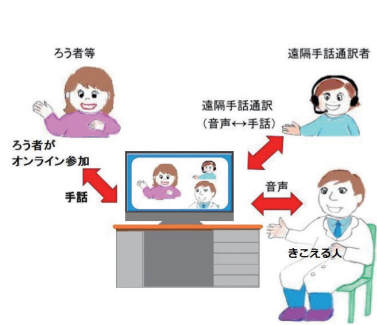 ろう者等
遠隔手話通訳者
遠隔手話通訳
（音声↔手話）
ろう者が
オンライン参加
手話
音声
きこえる人